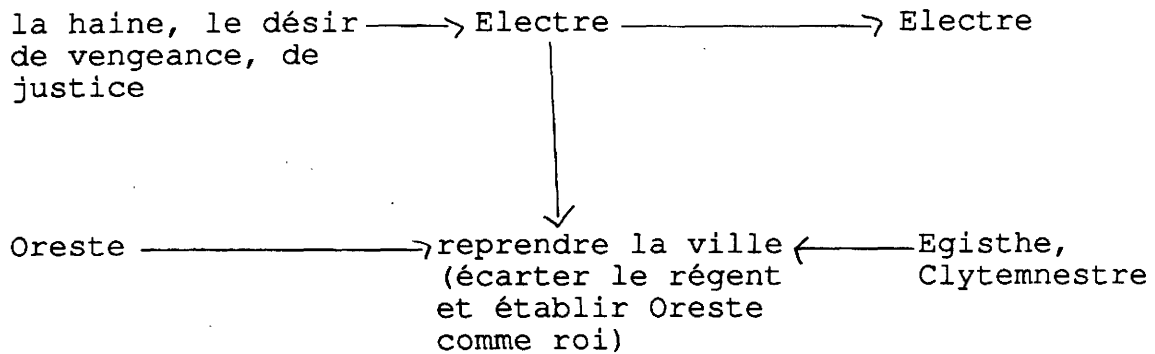 la haine, le désir
de vengeance, de
justice
Electre
Electre
Oreste
reprendre la ville
(écarter le régent
et établir Oreste
comme roi)
Egisthe,
Clytemnestre